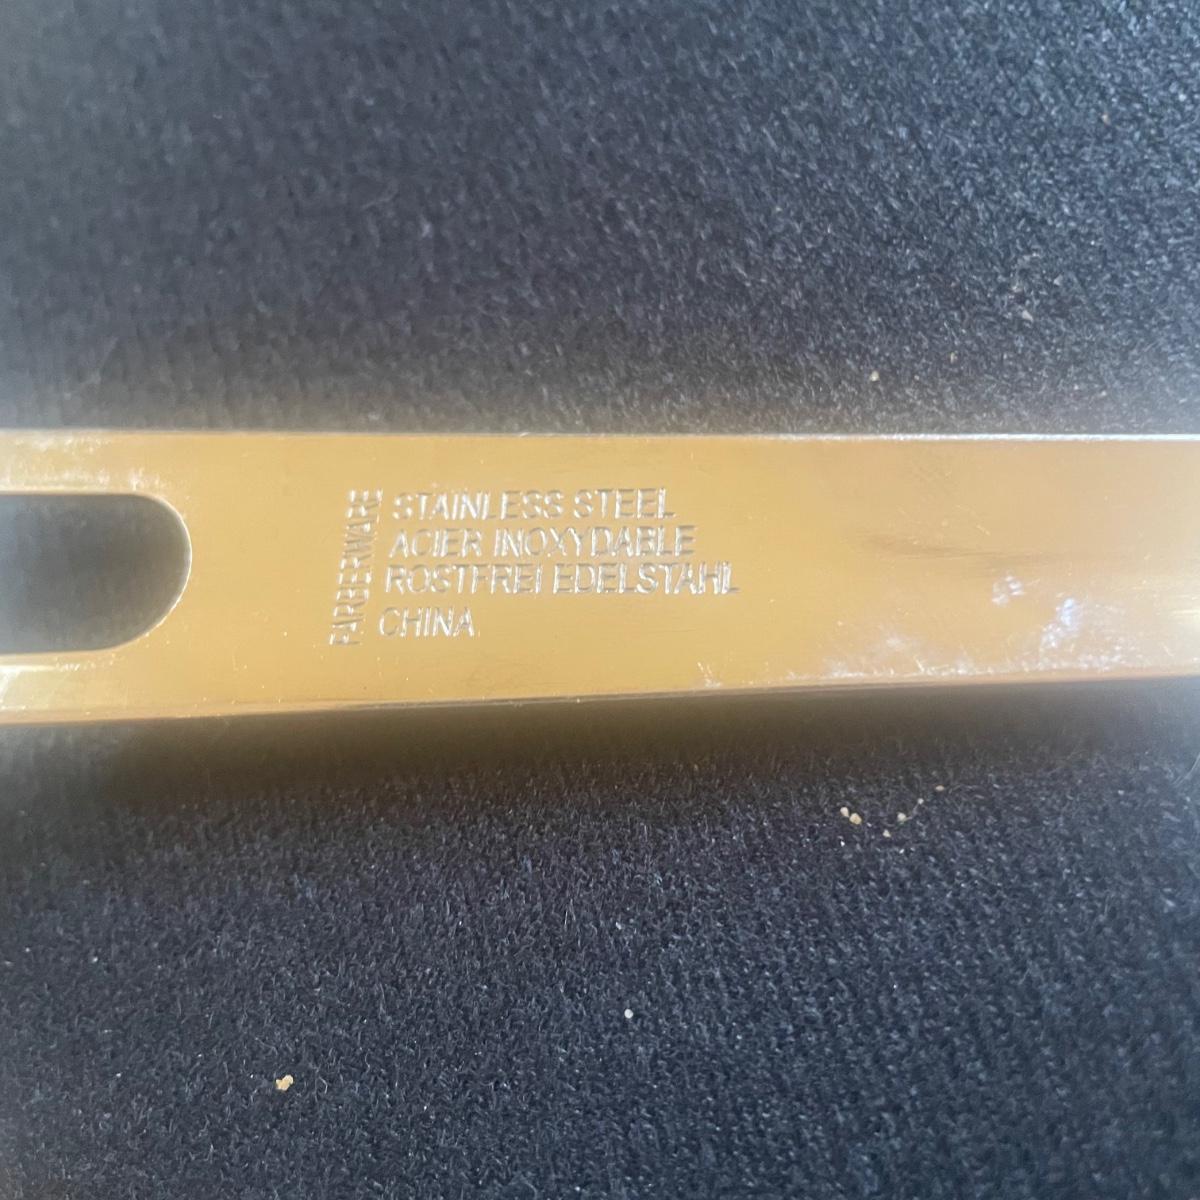 FARBERWARE
STAINLESS STEEL
ACIER INOXYDABLE
ROSTFREI EDELSTAHL
CHINA